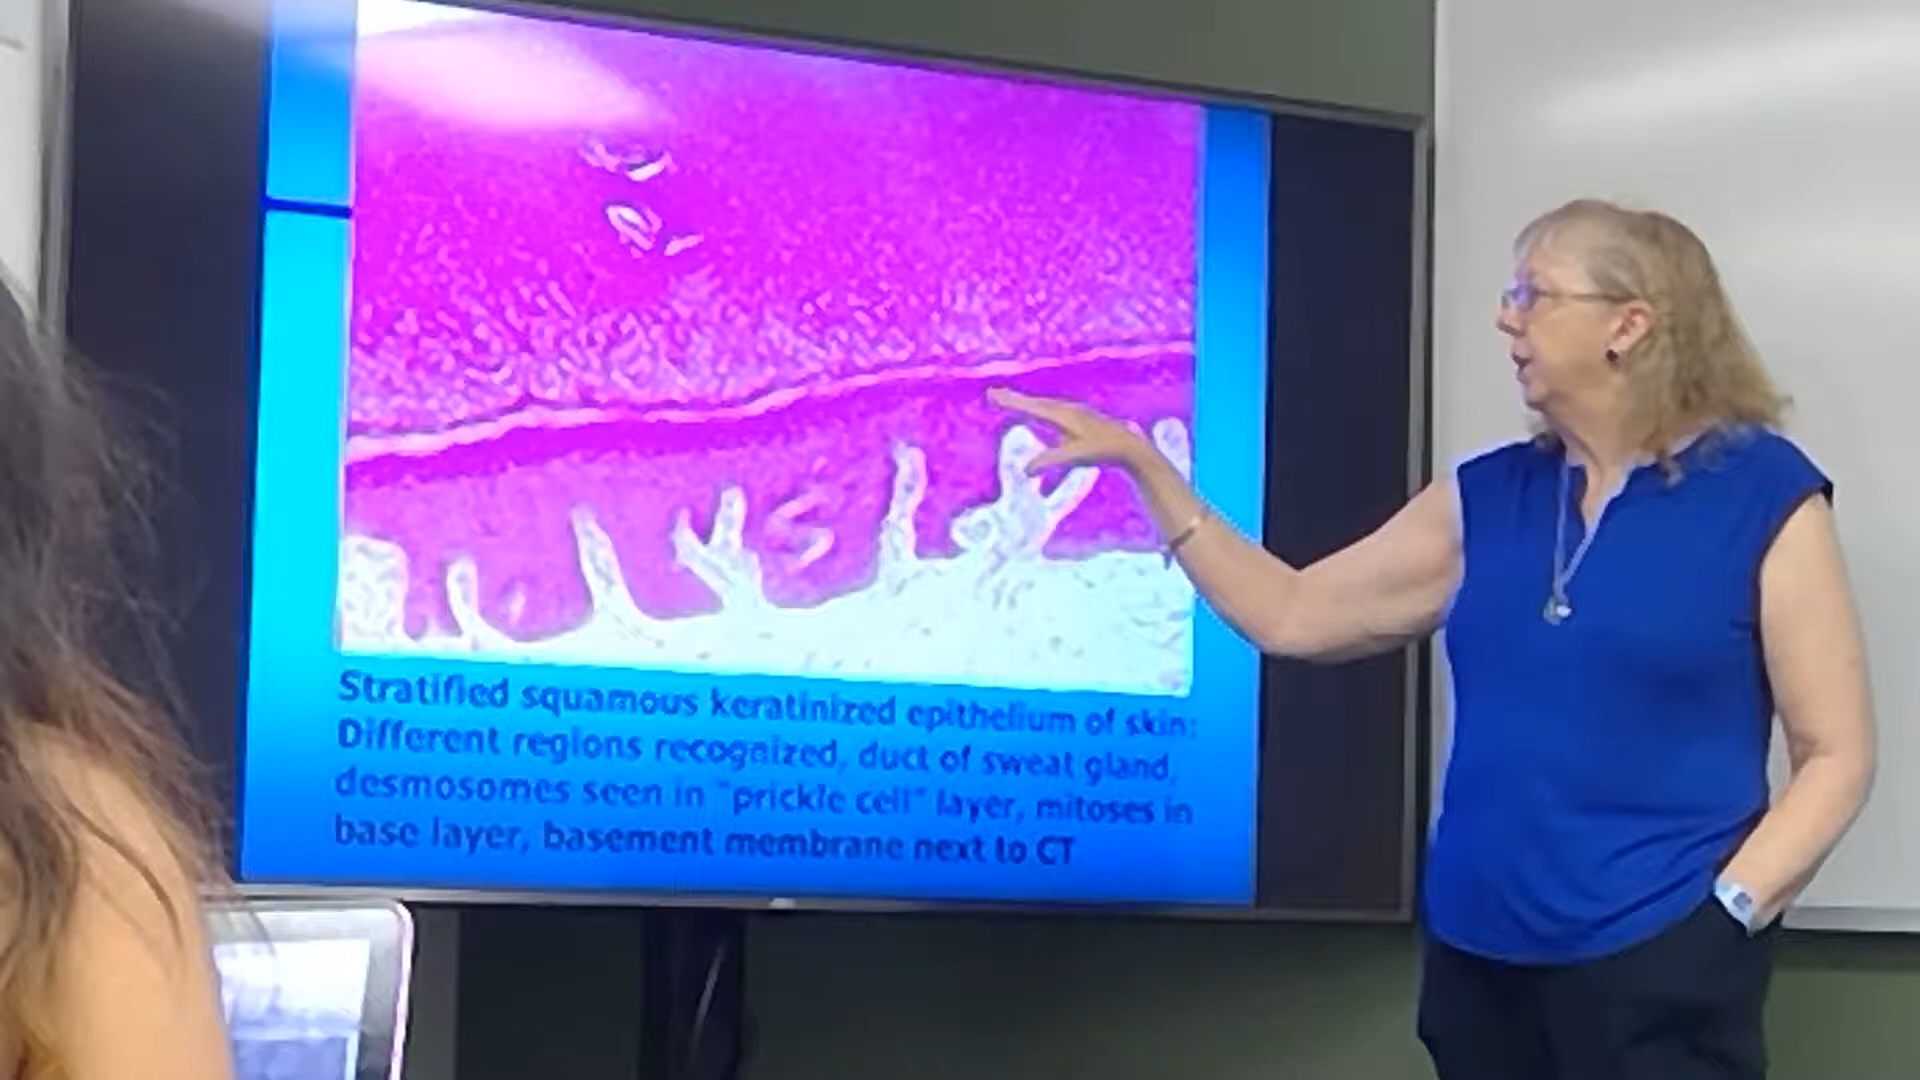 Stratified squamous keratinized epithelium of skin:
Different regions recognized, duct of sweat gland,
desmosomes seen in "prickle cell" layer, mitoses in
base layer, basement membrane next to CT